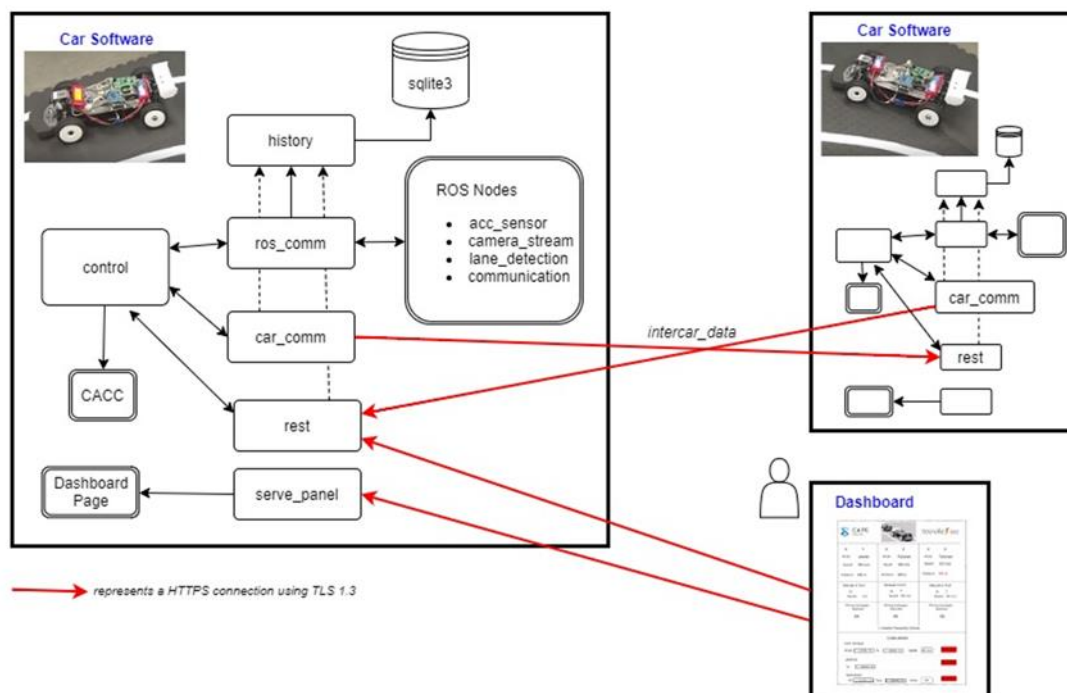 Car Software
sqlite3
history
ROS Nodes
acc_sensor
camera_stream
lane_detection
communication
ros_comm
control
car_comm
CACC
rest
Dashboard
Page
serve_panel
represents a HTTPS connection using TLS 1.3
intercar_data
Car Software
car_comm
rest
Dashboard